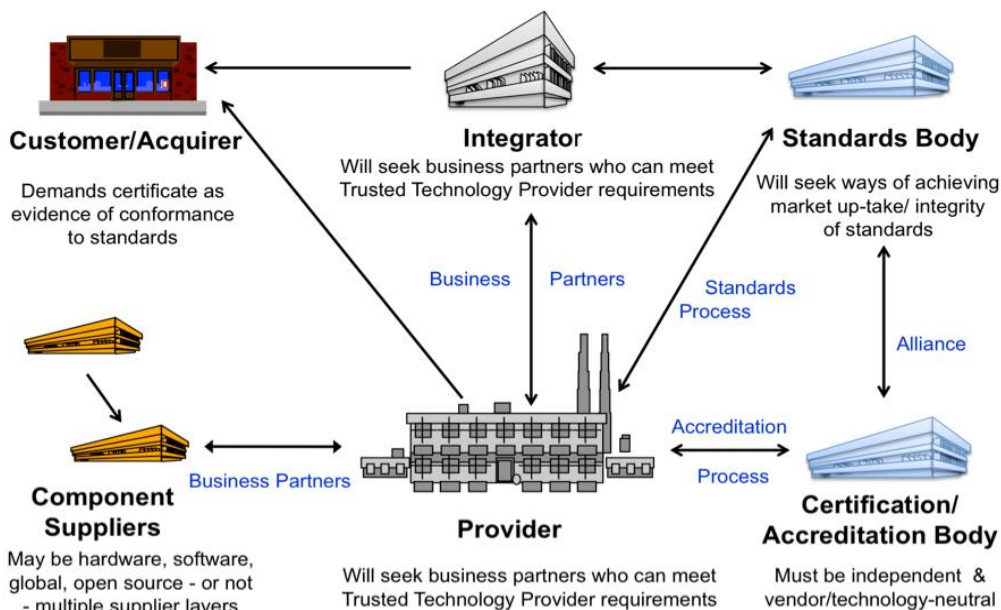 Customer/Acquirer
Demands certificate as
evidence of conformance
to standards
Integrator
Will seek business partners who can meet
Trusted Technology Provider requirements
Standards Body
Will seek ways of achieving
market up-take/ integrity
of standards
Business Partners
Standards
Process
Alliance
Business Partners
Accreditation
Process
Component
Suppliers
May be hardware, software,
global, open source - or not
- multiple supplier layers
Provider
Will seek business partners who can meet
Trusted Technology Provider requirements
Certification/
Accreditation Body
Must be independent &
vendor/technology-neutral